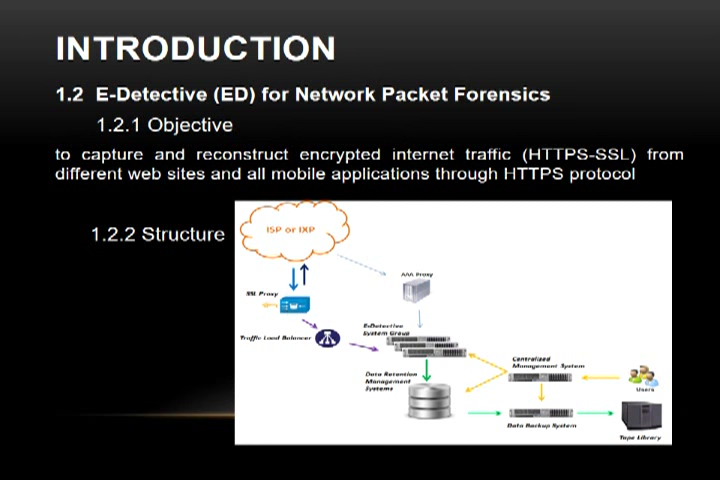 INTRODUCTION
1.2 E-Detective (ED) for Network Packet Forensics
1.2.1 Objective
to capture and reconstruct encrypted internet traffic (HTTPS-SSL) from
different web sites and all mobile applications through HTTPS protocol
1.2.2 Structure
ISP or IXP
AAA Proxy
SSL Proxy
E-Detective
System Group
Traffic Load Balancer
Centralized
Management System
Data Retention
Management
Systems
Users
Data Backup System
Tape Library